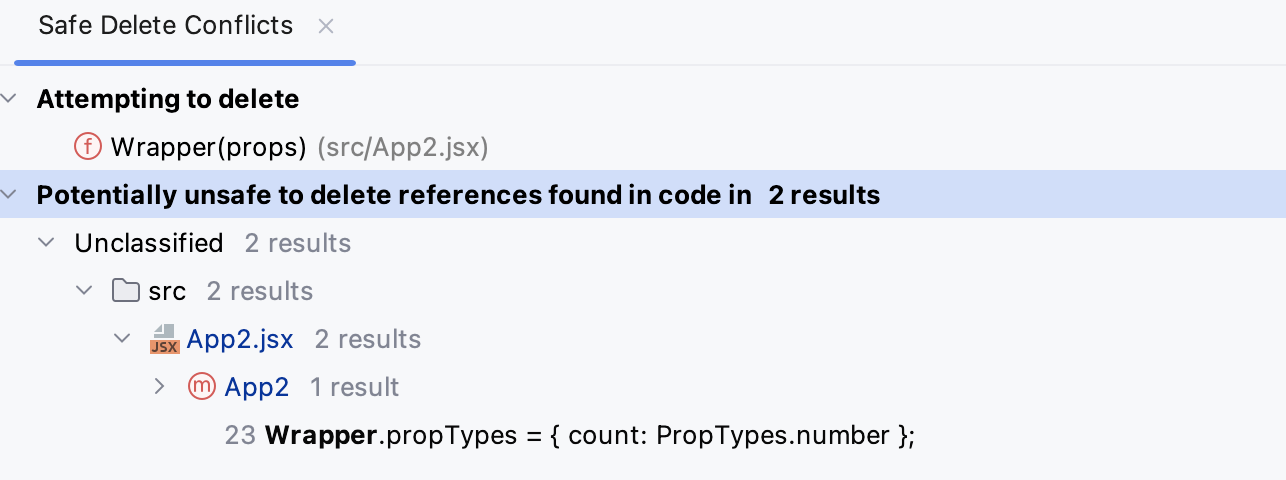 Safe Delete Conflicts
Attempting to delete
f Wrapper(props) (src/App2.jsx)
Potentially unsafe to delete references found in code in 2 results
Unclassified 2 results
src 2 results
JSX App2.jsx 2 results
m App2 1 result
23 Wrapper.propTypes = { count: PropTypes.number };